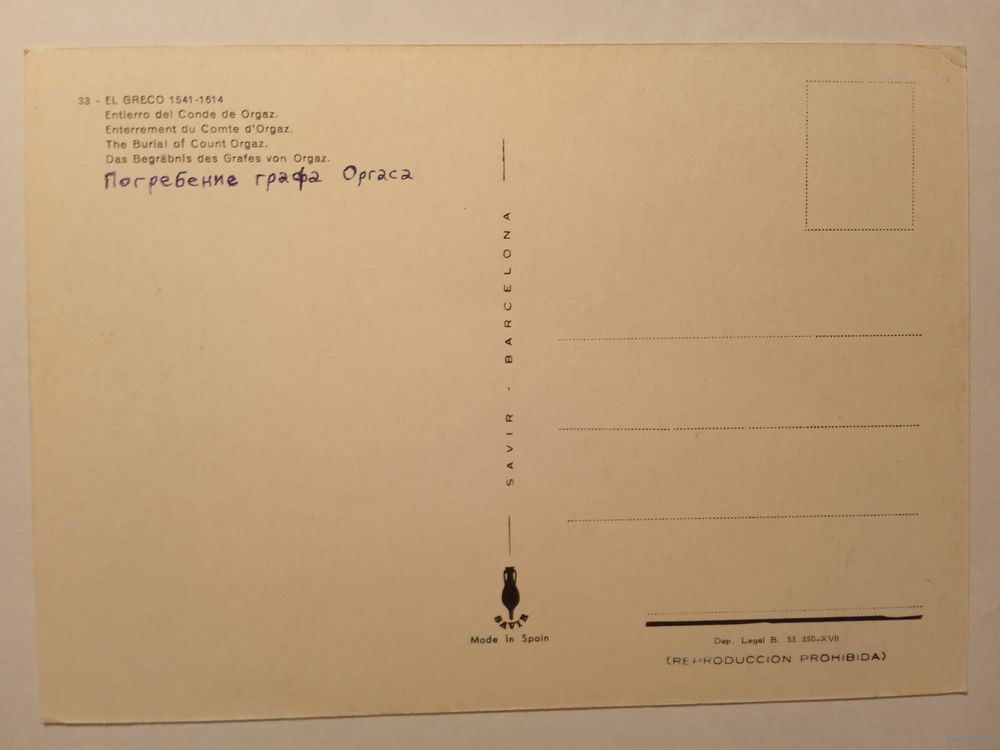 33 - EL GRECO 1541-1614
Entierro del Conde de Orgaz.
Enterrement du Comte d'Orgaz.
The Burial of Count Orgaz.
Das Begräbnis des Grafes von Orgaz.
Погребение графа Оргаса
SAVIR - BARCELONA
SAVIR
Made in Spain
Dep. Legal B. 55.350-XVII
(REPRODUCCION PROHIBIDA)